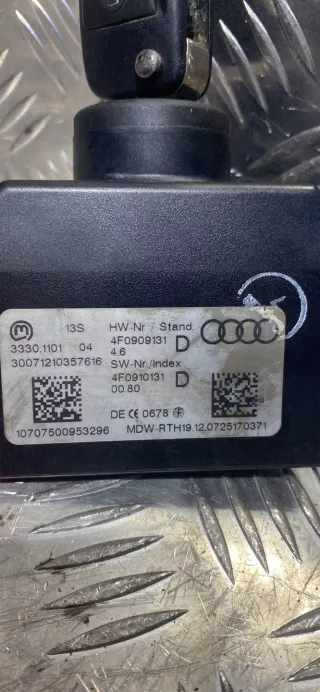 13S HW-Nr / Stand
3330.1101 04 4F0909131 D
30071210357616 4.6
SW-Nr./Index
4F0910131 D
00.80
DE CE 0678
10707500953296 MDW-RTH19.12.0725170371